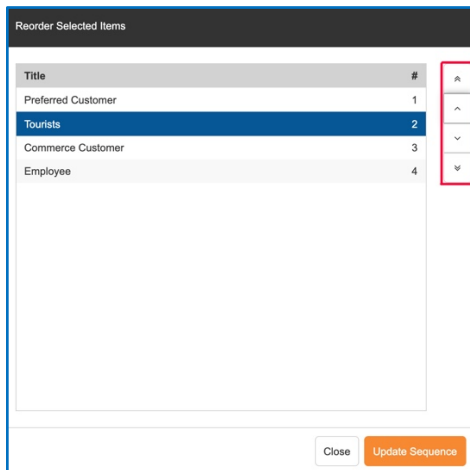 Reorder Selected Items
Title #
Preferred Customer 1
Tourists 2
Commerce Customer 3
Employee 4
Close Update Sequence